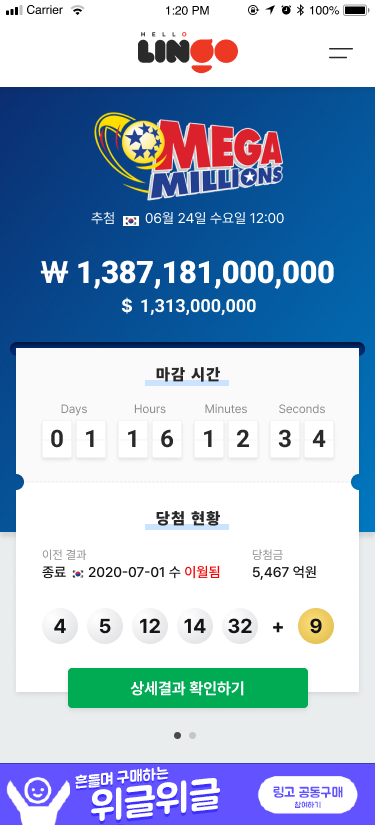 Carrier 1:20 PM 100%
HELLO
LINGO
MEGA
MILLIONS
추첨 06월 24일 수요일 12:00
₩ 1,387,181,000,000
$ 1,313,000,000
마감 시간
Days Hours Minutes Seconds
0 1 1 6 1 2 3 4
당첨 현황
이전 결과 당첨금
종료 2020-07-01 수 이월됨 5,467 억원
4 5 12 14 32 + 9
상세결과 확인하기
흔들며 구매하는
위글위글
링고 공동구매
참여하기